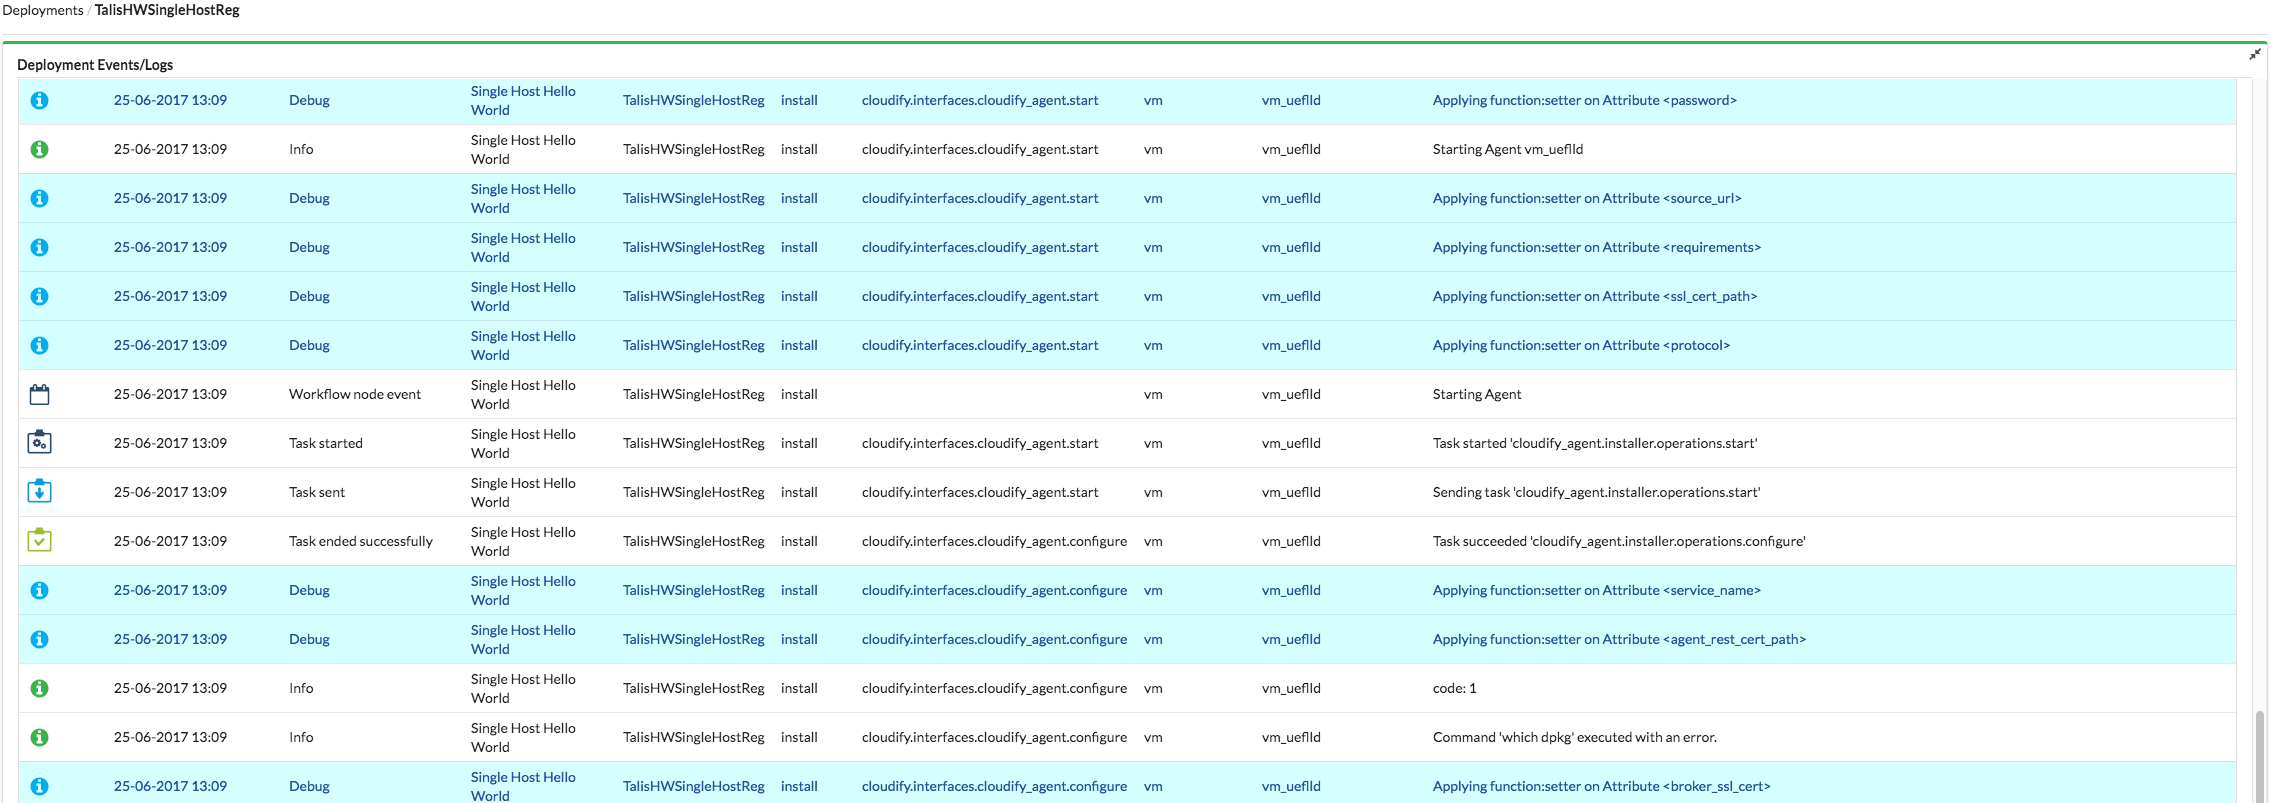 Deployments / TalisHWSingleHostReg
Deployment Events/Logs
25-06-2017 13:09 Debug Single Host Hello World TalisHWSingleHostReg install cloudify.interfaces.cloudify_agent.start vm vm_ueflld Applying function:setter on Attribute <password>
25-06-2017 13:09 Info Single Host Hello World TalisHWSingleHostReg install cloudify.interfaces.cloudify_agent.start vm vm_ueflld Starting Agent vm_ueflld
25-06-2017 13:09 Debug Single Host Hello World TalisHWSingleHostReg install cloudify.interfaces.cloudify_agent.start vm vm_ueflld Applying function:setter on Attribute <source_url>
25-06-2017 13:09 Debug Single Host Hello World TalisHWSingleHostReg install cloudify.interfaces.cloudify_agent.start vm vm_ueflld Applying function:setter on Attribute <requirements>
25-06-2017 13:09 Debug Single Host Hello World TalisHWSingleHostReg install cloudify.interfaces.cloudify_agent.start vm vm_ueflld Applying function:setter on Attribute <ssl_cert_path>
25-06-2017 13:09 Debug Single Host Hello World TalisHWSingleHostReg install cloudify.interfaces.cloudify_agent.start vm vm_ueflld Applying function:setter on Attribute <protocol>
25-06-2017 13:09 Workflow node event Single Host Hello World TalisHWSingleHostReg install vm vm_ueflld Starting Agent
25-06-2017 13:09 Task started Single Host Hello World TalisHWSingleHostReg install cloudify.interfaces.cloudify_agent.start vm vm_ueflld Task started 'cloudify_agent.installer.operations.start'
25-06-2017 13:09 Task sent Single Host Hello World TalisHWSingleHostReg install cloudify.interfaces.cloudify_agent.start vm vm_ueflld Sending task 'cloudify_agent.installer.operations.start'
25-06-2017 13:09 Task ended successfully Single Host Hello World TalisHWSingleHostReg install cloudify.interfaces.cloudify_agent.configure vm vm_ueflld Task succeeded 'cloudify_agent.installer.operations.configure'
25-06-2017 13:09 Debug Single Host Hello World TalisHWSingleHostReg install cloudify.interfaces.cloudify_agent.configure vm vm_ueflld Applying function:setter on Attribute <service_name>
25-06-2017 13:09 Debug Single Host Hello World TalisHWSingleHostReg install cloudify.interfaces.cloudify_agent.configure vm vm_ueflld Applying function:setter on Attribute <agent_rest_cert_path>
25-06-2017 13:09 Info Single Host Hello World TalisHWSingleHostReg install cloudify.interfaces.cloudify_agent.configure vm vm_ueflld code: 1
25-06-2017 13:09 Info Single Host Hello World TalisHWSingleHostReg install cloudify.interfaces.cloudify_agent.configure vm vm_ueflld Command 'which dpkg' executed with an error.
25-06-2017 13:09 Debug Single Host Hello World TalisHWSingleHostReg install cloudify.interfaces.cloudify_agent.configure vm vm_ueflld Applying function:setter on Attribute <broker_ssl_cert>